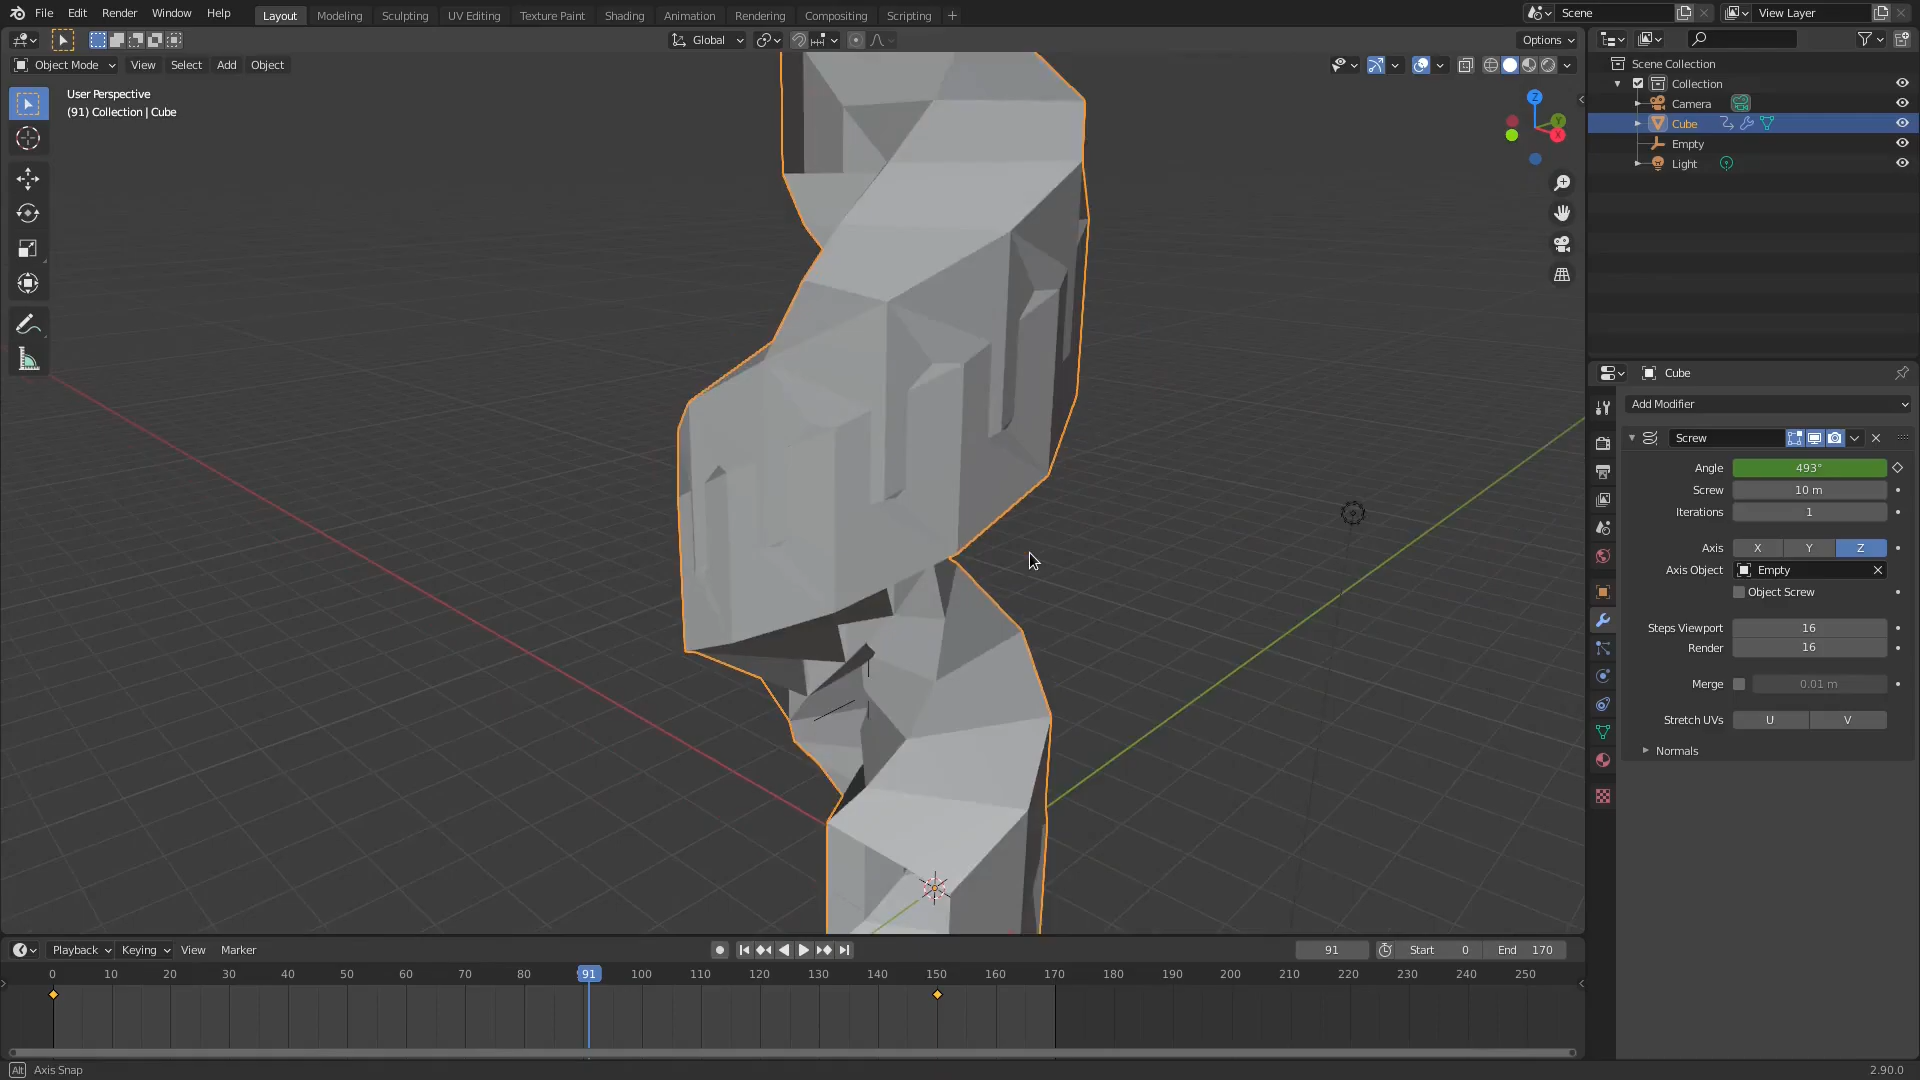 File Edit Render Window Help Layout Modeling Sculpting UV Editing Texture Paint Shading Animation Rendering Compositing Scripting + Scene View Layer
Global Options
Object Mode View Select Add Object
User Perspective
(91) Collection | Cube
Z
Y
X
Scene Collection
Collection
Camera
Cube
Empty
Light
Cube
Add Modifier
Screw
Angle 493°
Screw 10 m
Iterations 1
Axis X Y Z
Axis Object Empty
Object Screw
Steps Viewport 16
Render 16
Merge 0.01 m
Stretch UVs U V
Normals
Playback Keying View Marker 91 Start 0 End 170
0 10 20 30 40 50 60 70 80 91 100 110 120 130 140 150 160 170 180 190 200 210 220 230 240 250
Alt Axis Snap 2.90.0